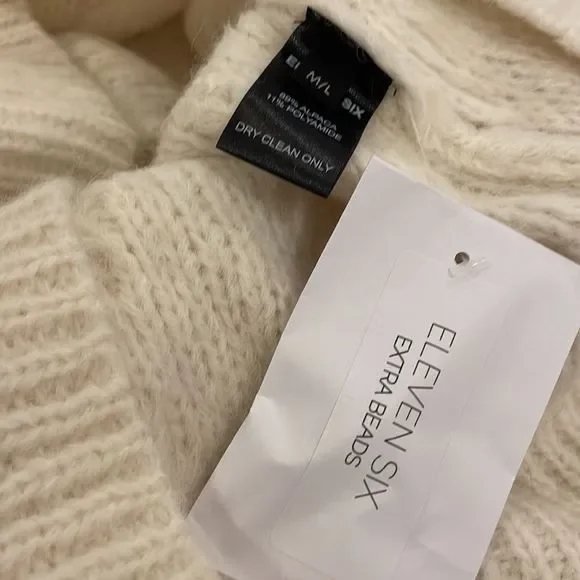 M/L
SIX
89% ALPACA
11% POLYAMIDE
DRY CLEAN ONLY
ELEVEN SIX
EXTRA BEADS